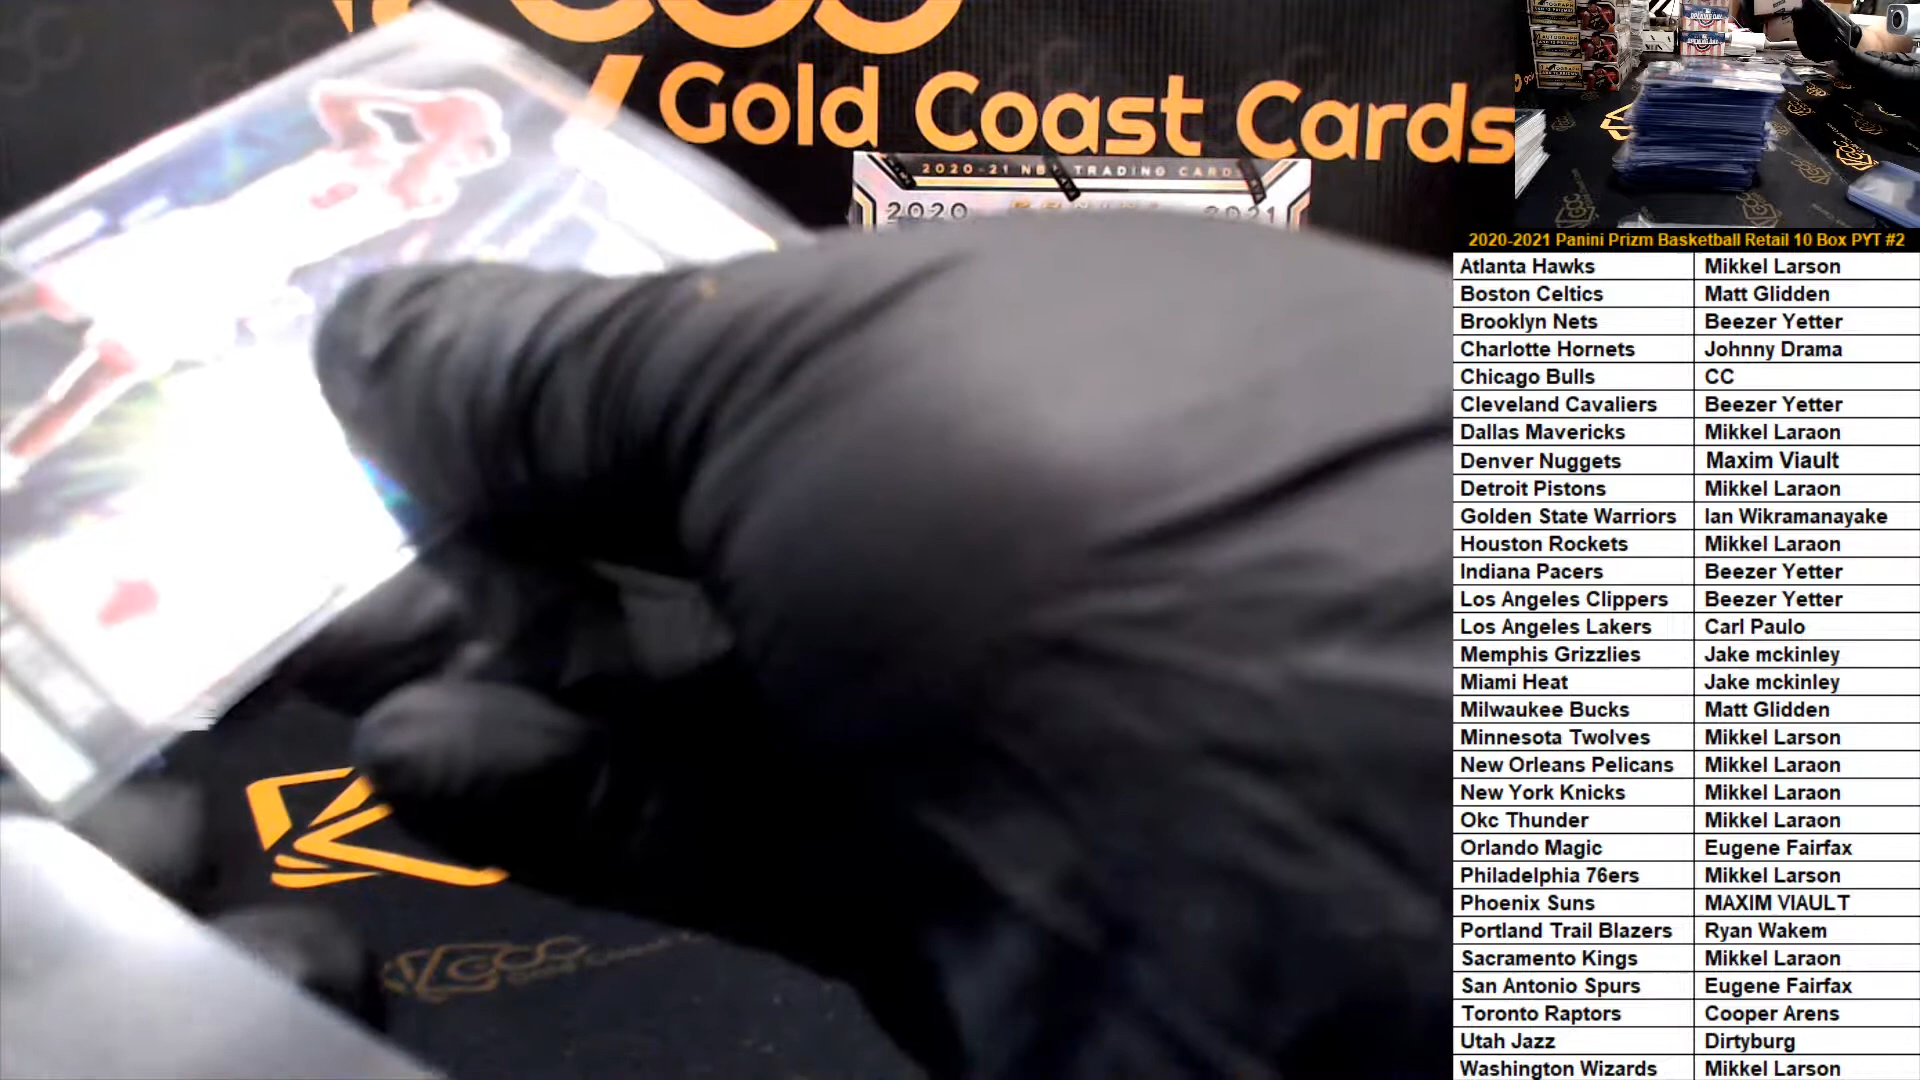 Gold Coast Cards
2020-21 NBA TRADING CARDS
2020 PANINI 2021
2020-2021 Panini Prizm Basketball Retail 10 Box PYT #2
Atlanta Hawks Mikkel Larson
Boston Celtics Matt Glidden
Brooklyn Nets Beezer Yetter
Charlotte Hornets Johnny Drama
Chicago Bulls CC
Cleveland Cavaliers Beezer Yetter
Dallas Mavericks Mikkel Laraon
Denver Nuggets Maxim Viault
Detroit Pistons Mikkel Laraon
Golden State Warriors Ian Wikramanayake
Houston Rockets Mikkel Laraon
Indiana Pacers Beezer Yetter
Los Angeles Clippers Beezer Yetter
Los Angeles Lakers Carl Paulo
Memphis Grizzlies Jake mckinley
Miami Heat Jake mckinley
Milwaukee Bucks Matt Glidden
Minnesota Twolves Mikkel Larson
New Orleans Pelicans Mikkel Laraon
New York Knicks Mikkel Laraon
Okc Thunder Mikkel Laraon
Orlando Magic Eugene Fairfax
Philadelphia 76ers Mikkel Larson
Phoenix Suns MAXIM VIAULT
Portland Trail Blazers Ryan Wakem
Sacramento Kings Mikkel Laraon
San Antonio Spurs Eugene Fairfax
Toronto Raptors Cooper Arens
Utah Jazz Dirtyburg
Washington Wizards Mikkel Larson